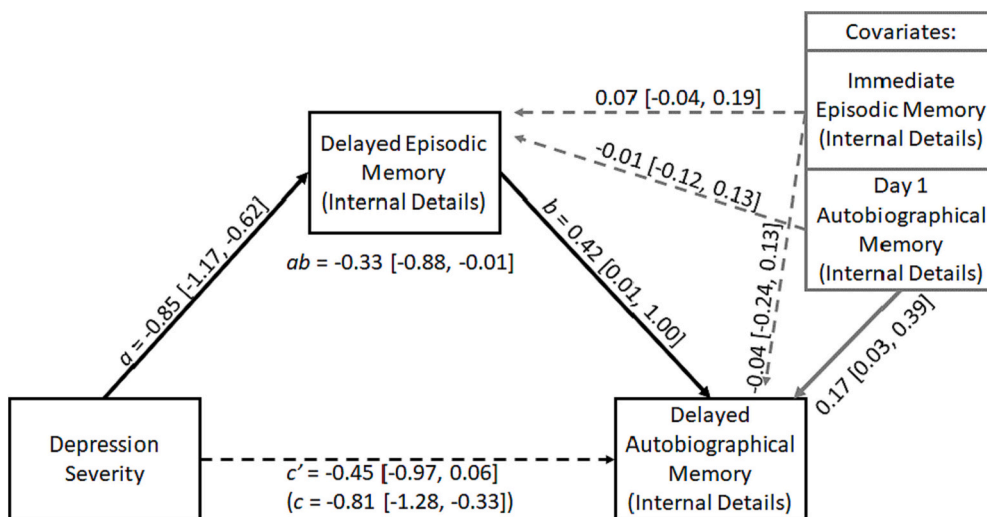 Covariates:
Immediate
Episodic Memory
(Internal Details)
Day 1
Autobiographical
Memory
(Internal Details)
0.07 [-0.04, 0.19]
-0.01 [-0.12, 0.13]
Delayed Episodic
Memory
(Internal Details)
ab = -0.33 [-0.88, -0.01]
a = -0.85 [-1.17, -0.62]
b = 0.42 [0.01, 1.00]
-0.04 [-0.24, 0.13]
0.17 [0.03, 0.39]
Depression
Severity
c' = -0.45 [-0.97, 0.06]
(c = -0.81 [-1.28, -0.33])
Delayed
Autobiographical
Memory
(Internal Details)